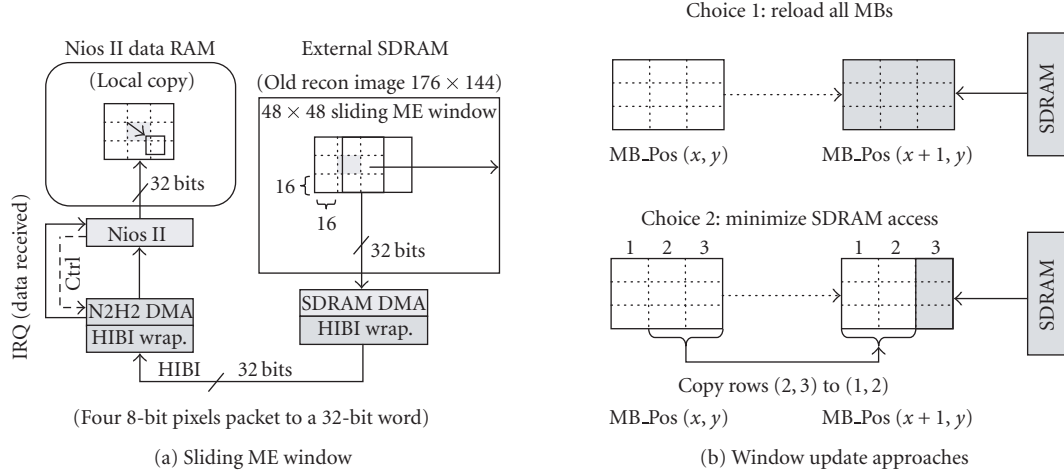 Nios II data RAM
(Local copy)
32 bits
Nios II
IRQ (data received)
Ctrl
N2H2 DMA
HIBI wrap.
External SDRAM
(Old recon image 176 × 144)
48 × 48 sliding ME window
16
16
32 bits
SDRAM DMA
HIBI wrap.
HIBI
32 bits
(Four 8-bit pixels packet to a 32-bit word)
(a) Sliding ME window
Choice 1: reload all MBs
SDRAM
MB_Pos (x, y)
MB_Pos (x + 1, y)
Choice 2: minimize SDRAM access
1 2 3
1 2 3
SDRAM
Copy rows (2, 3) to (1, 2)
MB_Pos (x, y)
MB_Pos (x + 1, y)
(b) Window update approaches